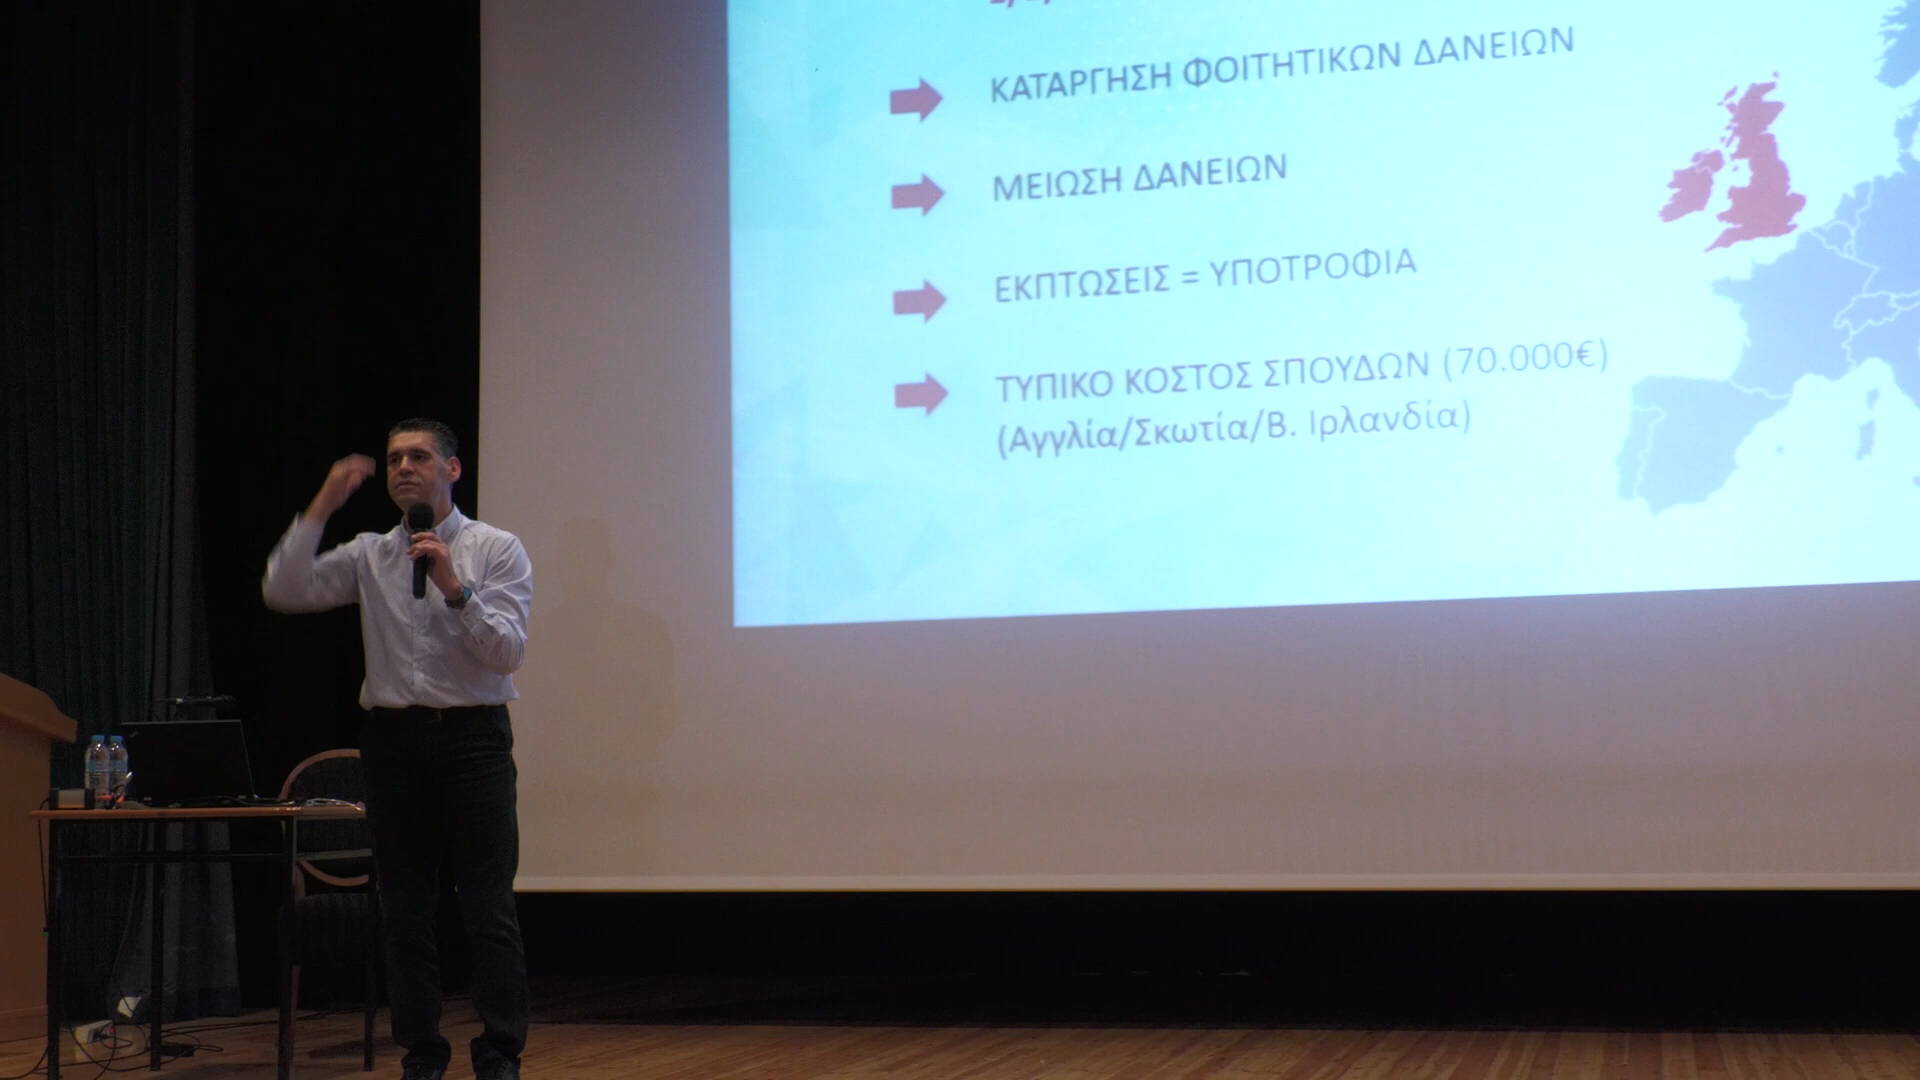 ΚΑΤΑΡΓΗΣΗ ΦΟΙΤΗΤΙΚΩΝ ΔΑΝΕΙΩΝ
ΜΕΙΩΣΗ ΔΑΝΕΙΩΝ
ΕΚΠΤΩΣΕΙΣ = ΥΠΟΤΡΟΦΙΑ
ΤΥΠΙΚΟ ΚΟΣΤΟΣ ΣΠΟΥΔΩΝ (70.000€)
(Αγγλία/Σκωτία/Β. Ιρλανδία)